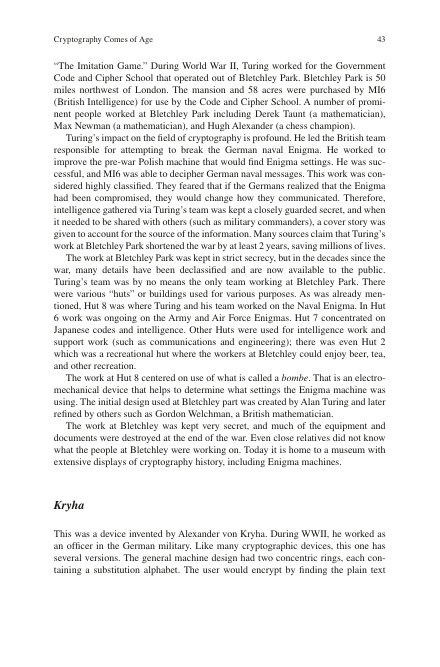 Cryptography Comes of Age 43
“The Imitation Game.” During World War II, Turing worked for the Government
Code and Cipher School that operated out of Bletchley Park. Bletchley Park is 50
miles northwest of London. The mansion and 58 acres were purchased by MI6
(British Intelligence) for use by the Code and Cipher School. A number of promi-
nent people worked at Bletchley Park including Derek Taunt (a mathematician),
Max Newman (a mathematician), and Hugh Alexander (a chess champion).
Turing’s impact on the field of cryptography is profound. He led the British team
responsible for attempting to break the German naval Enigma. He worked to
improve the pre-war Polish machine that would find Enigma settings. He was suc-
cessful, and MI6 was able to decipher German naval messages. This work was con-
sidered highly classified. They feared that if the Germans realized that the Enigma
had been compromised, they would change how they communicated. Therefore,
intelligence gathered via Turing’s team was kept a closely guarded secret, and when
it needed to be shared with others (such as military commanders), a cover story was
given to account for the source of the information. Many sources claim that Turing’s
work at Bletchley Park shortened the war by at least 2 years, saving millions of lives.
The work at Bletchley Park was kept in strict secrecy, but in the decades since the
war, many details have been declassified and are now available to the public.
Turing’s team was by no means the only team working at Bletchley Park. There
were various “huts” or buildings used for various purposes. As was already men-
tioned, Hut 8 was where Turing and his team worked on the Naval Enigma. In Hut
6 work was ongoing on the Army and Air Force Enigmas. Hut 7 concentrated on
Japanese codes and intelligence. Other Huts were used for intelligence work and
support work (such as communications and engineering); there was even Hut 2
which was a recreational hut where the workers at Bletchley could enjoy beer, tea,
and other recreation.
The work at Hut 8 centered on use of what is called a bombe. That is an electro-
mechanical device that helps to determine what settings the Enigma machine was
using. The initial design used at Bletchley part was created by Alan Turing and later
refined by others such as Gordon Welchman, a British mathematician.
The work at Bletchley was kept very secret, and much of the equipment and
documents were destroyed at the end of the war. Even close relatives did not know
what the people at Bletchley were working on. Today it is home to a museum with
extensive displays of cryptography history, including Enigma machines.
Kryha
This was a device invented by Alexander von Kryha. During WWII, he worked as
an officer in the German military. Like many cryptographic devices, this one has
several versions. The general machine design had two concentric rings, each con-
taining a substitution alphabet. The user would encrypt by finding the plain text